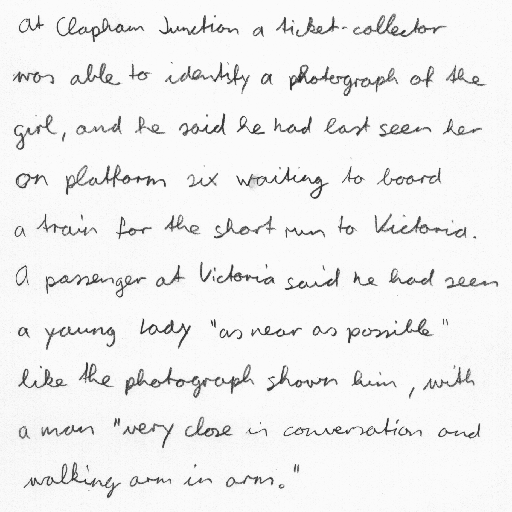 at Clapham Junction a ticket-collector
was able to identify a photograph of the
girl, and he said he had last seen her
on platform six waiting to board
a train for the short run to Victoria.
A passenger at Victoria said he had seen
a young lady "as near as possible"
like the photograph shown him, with
a man "very close in conversation and
walking arm in arm."